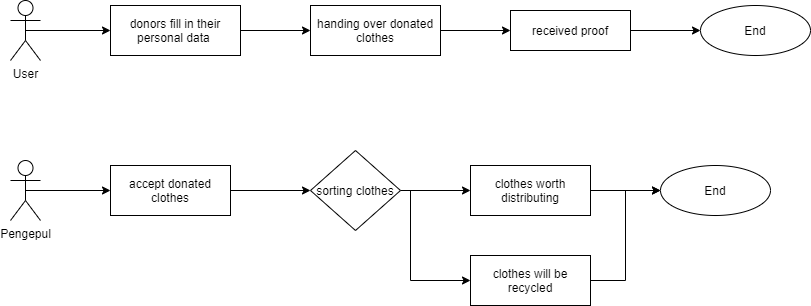 donors fill in their
personal data
handing over donated
clothes
received proof
End
User
accept donated
clothes
sorting clothes
clothes worth
distributing
End
Pengepul
clothes will be
recycled